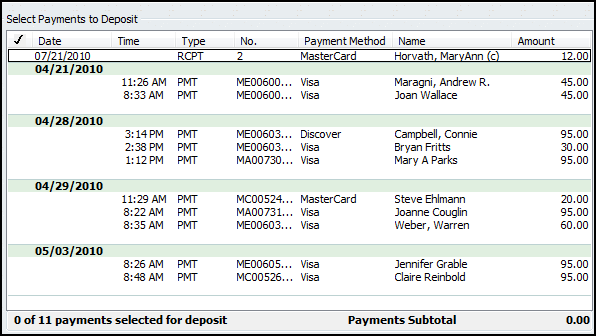 Select Payments to Deposit
✓ Date Time Type No. Payment Method Name Amount
07/21/2010 RCPT 2 MasterCard Horvath, MaryAnn (c) 12.00
04/21/2010
11:26 AM PMT ME00600... Visa Maragni, Andrew R. 45.00
8:33 AM PMT ME00600... Visa Joan Wallace 45.00
04/28/2010
3:14 PM PMT ME00603... Discover Campbell, Connie 95.00
2:38 PM PMT ME00603... Visa Bryan Fritts 30.00
1:12 PM PMT MA00730... Visa Mary A Parks 95.00
04/29/2010
11:29 AM PMT MC00524... MasterCard Steve Ehlmann 20.00
8:22 AM PMT MA00731... Visa Joanne Couglin 95.00
8:35 AM PMT ME00603... Visa Weber, Warren 60.00
05/03/2010
8:26 AM PMT ME00605... Visa Jennifer Grable 95.00
8:48 AM PMT MC00526... Visa Claire Reinbold 95.00
0 of 11 payments selected for deposit Payments Subtotal 0.00